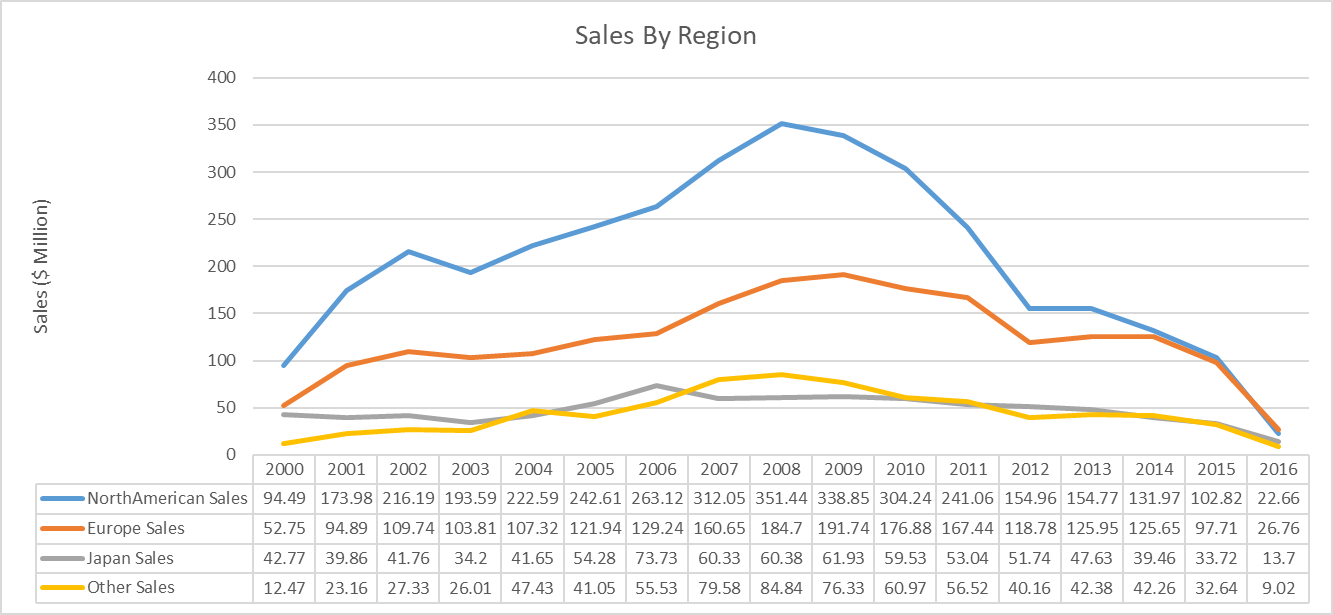 Sales By Region
400
350
300
250
200
150
100
50
0
Sales ($ Million)
2000 2001 2002 2003 2004 2005 2006 2007 2008 2009 2010 2011 2012 2013 2014 2015 2016
NorthAmerican Sales 94.49 173.98 216.19 193.59 222.59 242.61 263.12 312.05 351.44 338.85 304.24 241.06 154.96 154.77 131.97 102.82 22.66
Europe Sales 52.75 94.89 109.74 103.81 107.32 121.94 129.24 160.65 184.7 191.74 176.88 167.44 118.78 125.95 125.65 97.71 26.76
Japan Sales 42.77 39.86 41.76 34.2 41.65 54.28 73.73 60.33 60.38 61.93 59.53 53.04 51.74 47.63 39.46 33.72 13.7
Other Sales 12.47 23.16 27.33 26.01 47.43 41.05 55.53 79.58 84.84 76.33 60.97 56.52 40.16 42.38 42.26 32.64 9.02